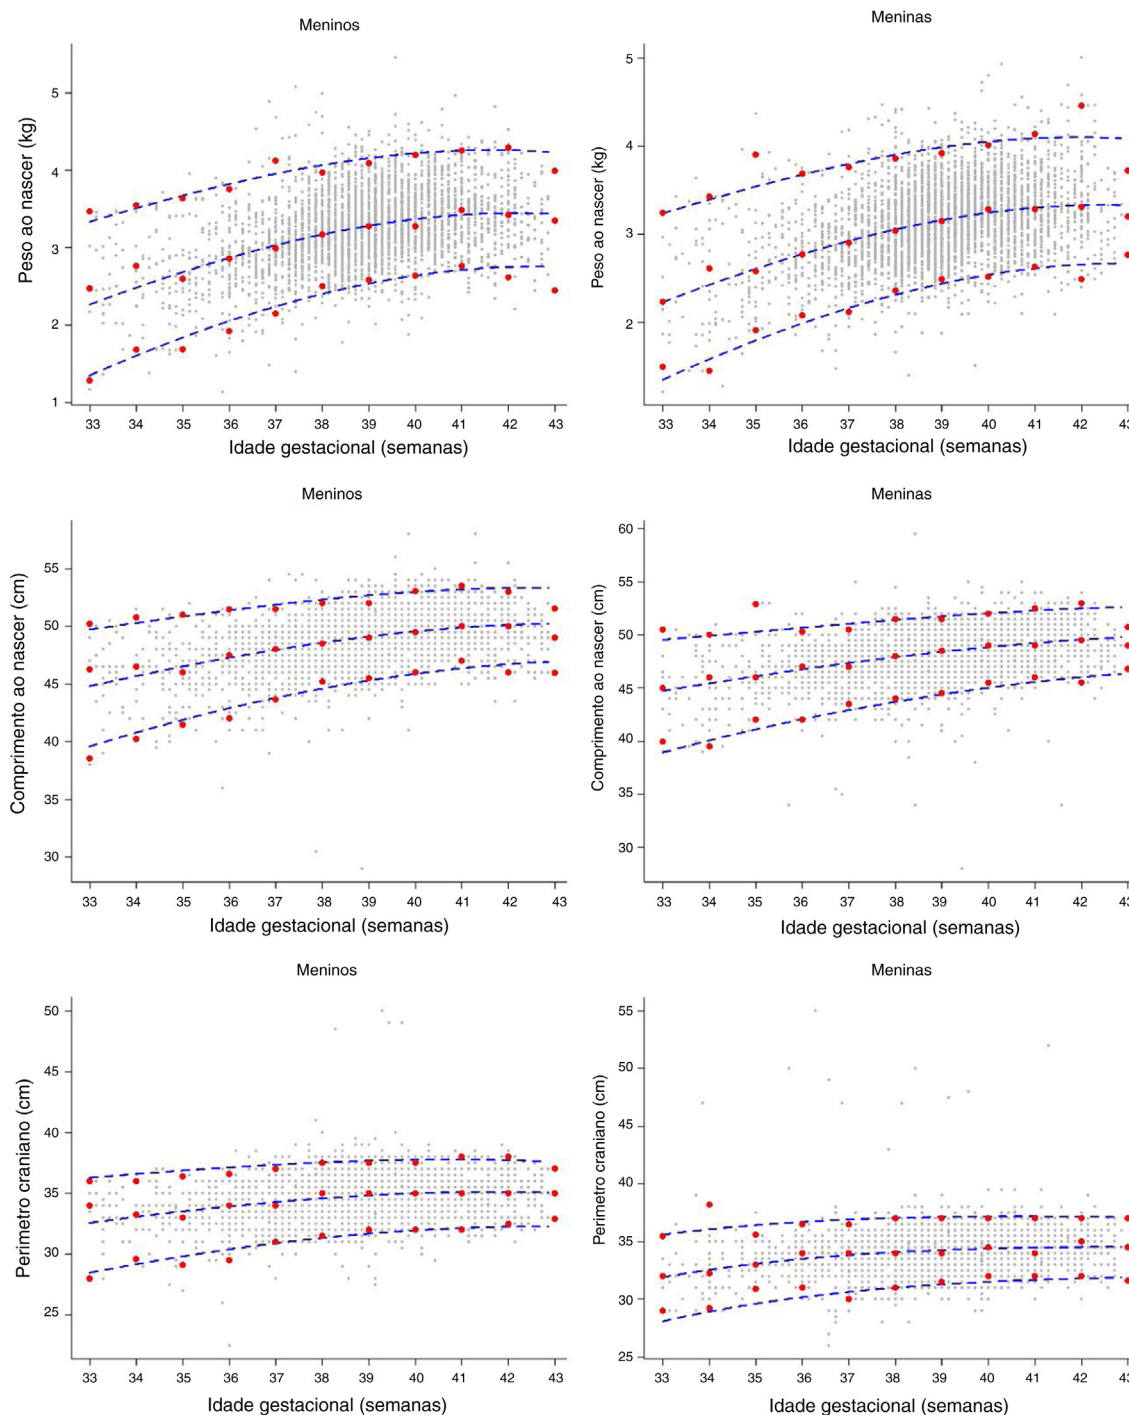 Meninos
Peso ao nascer (kg)
5
4
3
2
1
33 34 35 36 37 38 39 40 41 42 43
Idade gestacional (semanas)
Meninas
Peso ao nascer (kg)
5
4
3
2
33 34 35 36 37 38 39 40 41 42 43
Idade gestacional (semanas)
Meninos
Comprimento ao nascer (cm)
55
50
45
40
35
30
33 34 35 36 37 38 39 40 41 42 43
Idade gestacional (semanas)
Meninas
Comprimento ao nascer (cm)
60
55
50
45
40
35
30
33 34 35 36 37 38 39 40 41 42 43
Idade gestacional (semanas)
Meninos
Perimetro craniano (cm)
50
45
40
35
30
25
33 34 35 36 37 38 39 40 41 42 43
Idade gestacional (semanas)
Meninas
Perimetro craniano (cm)
55
50
45
40
35
30
25
33 34 35 36 37 38 39 40 41 42 43
Idade gestacional (semanas)